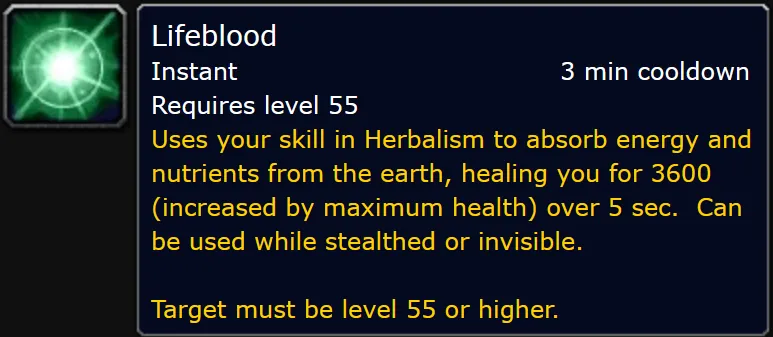 Lifeblood
Instant 3 min cooldown
Requires level 55
Uses your skill in Herbalism to absorb energy and
nutrients from the earth, healing you for 3600
(increased by maximum health) over 5 sec.  Can
be used while stealthed or invisible.
Target must be level 55 or higher.